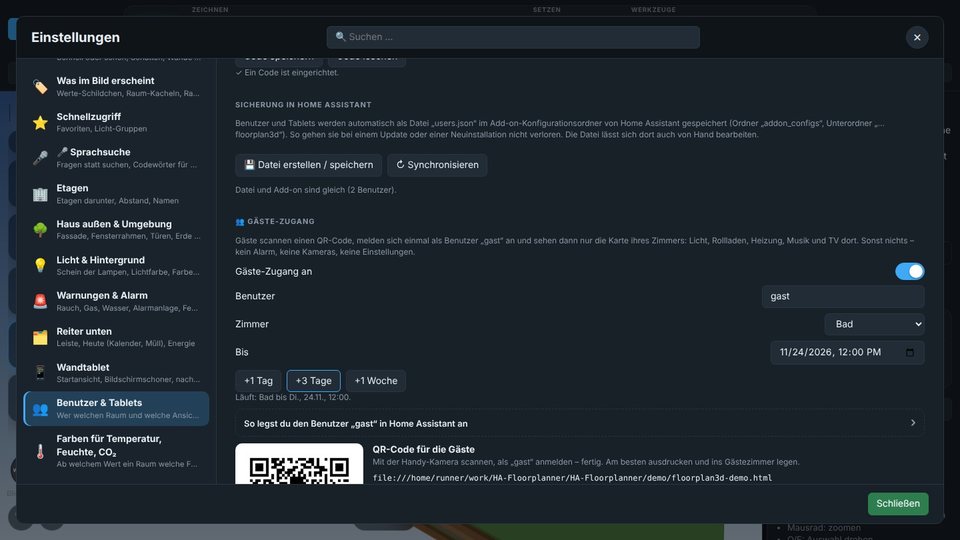 ZEICHNEN
SETZEN
WERKZEUGE
Einstellungen
🔍 Suchen ...
✕
Was im Bild erscheint
Werte-Schildchen, Raum-Kacheln, Ra...
Schnellzugriff
Favoriten, Licht-Gruppen
🎤 Sprachsuche
Fragen statt suchen, Codewörter für ...
Etagen
Etagen darunter, Abstand, Namen
Haus außen & Umgebung
Fassade, Fensterrahmen, Türen, Erde ...
Licht & Hintergrund
Schein der Lampen, Lichtfarbe, Farbe...
Warnungen & Alarm
Rauch, Gas, Wasser, Alarmanlage, Fe...
Reiter unten
Leiste, Heute (Kalender, Müll), Energie
Wandtablet
Startansicht, Bildschirmschoner, nach...
Benutzer & Tablets
Wer welchen Raum und welche Ansic...
Farben für Temperatur,
Feuchte, CO₂
Ab welchem Wert ein Raum welche F...
✓ Ein Code ist eingerichtet.
SICHERUNG IN HOME ASSISTANT
Benutzer und Tablets werden automatisch als Datei „users.json“ im Add-on-Konfigurationsordner von Home Assistant gespeichert (Ordner „addon_configs“, Unterordner „...
floorplan3d“). So gehen sie bei einem Update oder einer Neuinstallation nicht verloren. Die Datei lässt sich dort auch von Hand bearbeiten.
💾 Datei erstellen / speichern
↻ Synchronisieren
Datei und Add-on sind gleich (2 Benutzer).
👥 GÄSTE-ZUGANG
Gäste scannen einen QR-Code, melden sich einmal als Benutzer „gast“ an und sehen dann nur die Karte ihres Zimmers: Licht, Rollladen, Heizung, Musik und TV dort. Sonst nichts –
kein Alarm, keine Kameras, keine Einstellungen.
Gäste-Zugang an
Benutzer
gast
Zimmer
Bad
Bis
11/24/2026, 12:00 PM
+1 Tag
+3 Tage
+1 Woche
Läuft: Bad bis Di., 24.11., 12:00.
So legst du den Benutzer „gast“ in Home Assistant an
QR-Code für die Gäste
Mit der Handy-Kamera scannen, als „gast“ anmelden – fertig. Am besten ausdrucken und ins Gästezimmer legen.
file:///home/runner/work/HA-Floorplanner/HA-Floorplanner/demo/floorplan3d-demo.html
Schließen
Mausrad: zoomen